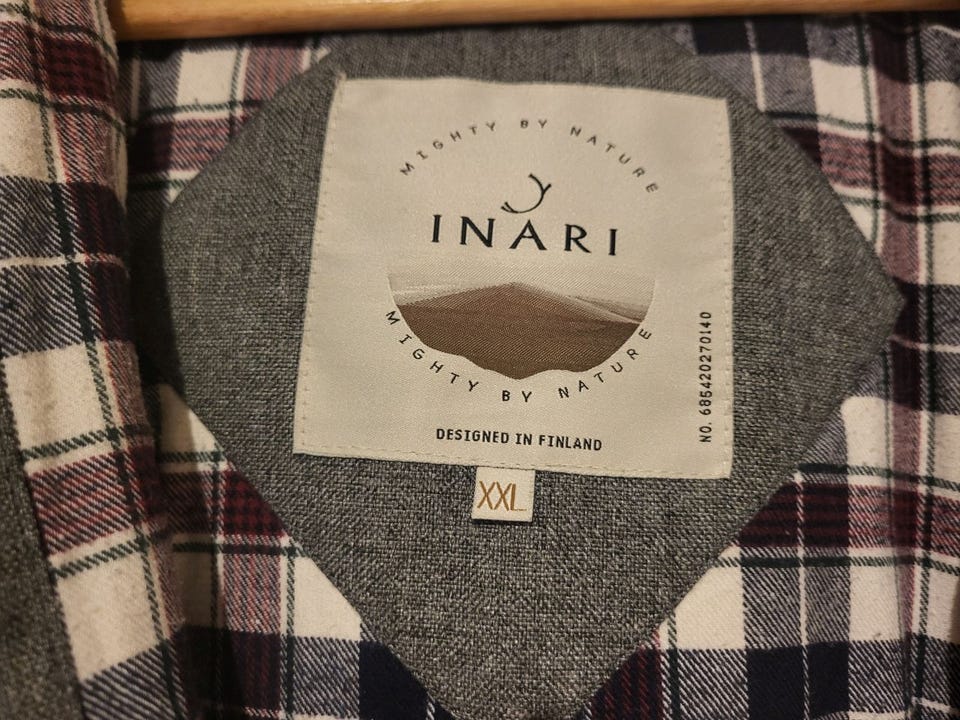 MIGHTY BY NATURE
INARI
MIGHTY BY NATURE
NO. 685420270140
DESIGNED IN FINLAND
XXL